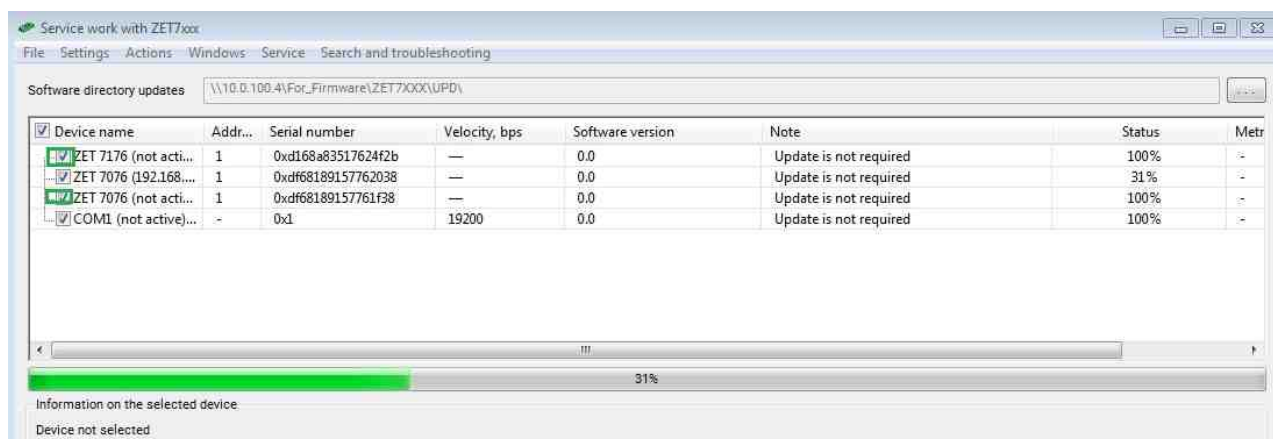 Service work with ZET7xxx
File Settings Actions Windows Service Search and troubleshooting
Software directory updates \\10.0.100.4\For_Firmware\ZET7XXX\UPD\ ...
Device name Addr... Serial number Velocity, bps Software version Note Status Metr
ZET 7176 (not acti... 1 0xd168a83517624f2b — 0.0 Update is not required 100% -
ZET 7076 (192.168.... 1 0xdf68189157762038 — 0.0 Update is not required 31% -
ZET 7076 (not acti... 1 0xdf68189157761f38 — 0.0 Update is not required 100% -
COM1 (not active)... - 0x1 19200 0.0 Update is not required 100% -
31%
Information on the selected device
Device not selected